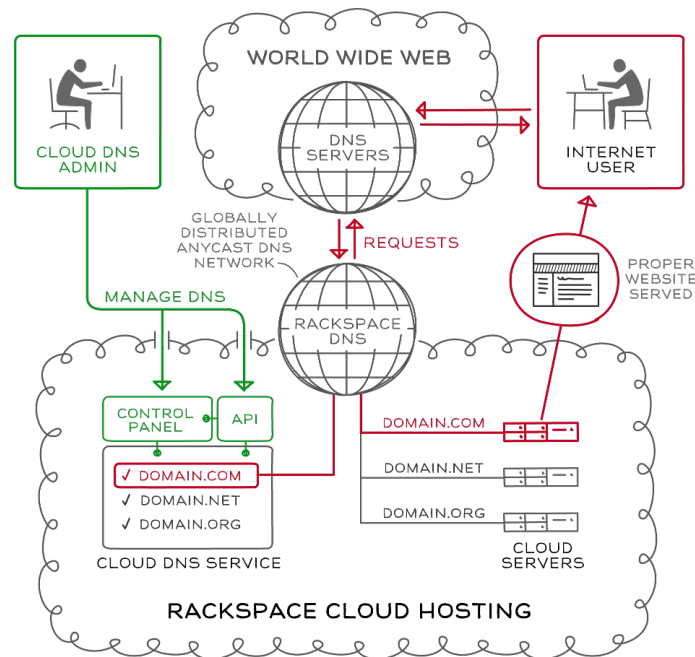 WORLD WIDE WEB
CLOUD DNS
ADMIN
DNS
SERVERS
INTERNET
USER
GLOBALLY
DISTRIBUTED
ANYCAST DNS
NETWORK
REQUESTS
PROPER
WEBSITE
SERVED
MANAGE DNS
RACKSPACE
DNS
CONTROL
PANEL
API
✓ DOMAIN.COM
✓ DOMAIN.NET
✓ DOMAIN.ORG
CLOUD DNS SERVICE
DOMAIN.COM
DOMAIN.NET
DOMAIN.ORG
CLOUD
SERVERS
RACKSPACE CLOUD HOSTING